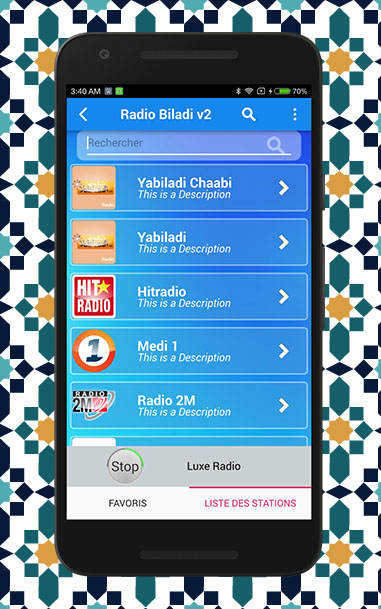 3:40 AM
70%
Radio Biladi v2
Rechercher
Yabiladi Chaabi
This is a Description
Yabiladi
This is a Description
HIT
RADIO
Hitradio
This is a Description
1
Medi 1
This is a Description
RADIO
2M
Radio 2M
This is a Description
Stop
Luxe Radio
FAVORIS
LISTE DES STATIONS